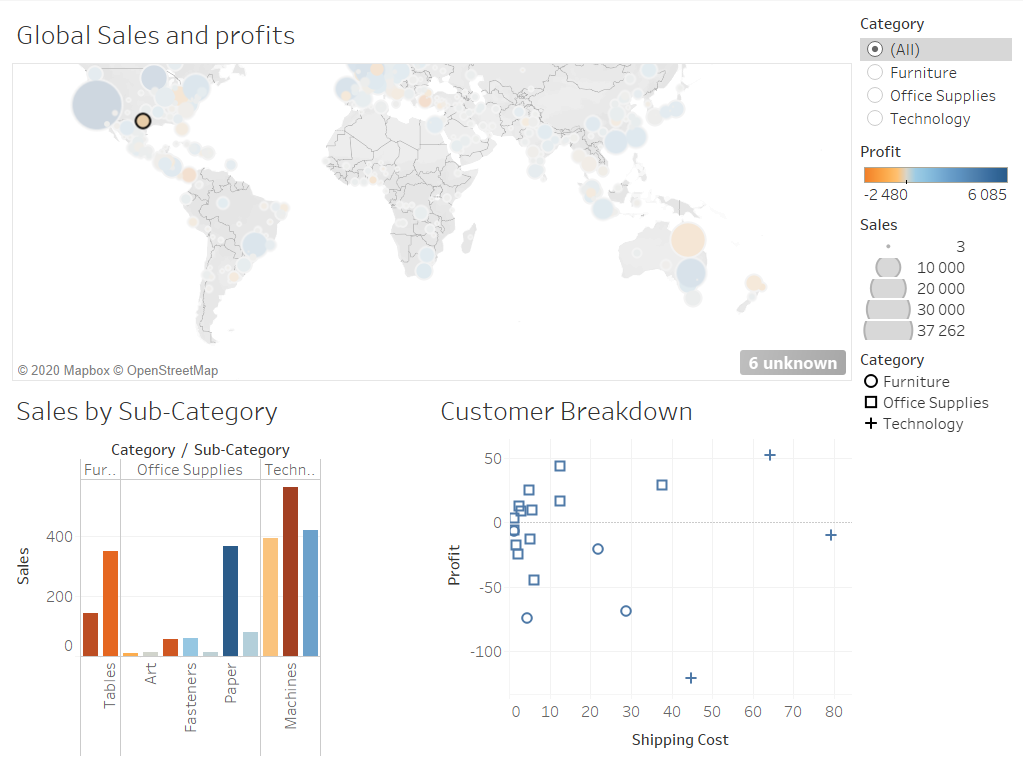 Global Sales and profits
© 2020 Mapbox © OpenStreetMap
6 unknown
Category
(All)
Furniture
Office Supplies
Technology
Profit
-2 480 6 085
Sales
3
10 000
20 000
30 000
37 262
Category
Furniture
Office Supplies
Technology
Sales by Sub-Category
Category / Sub-Category
Fur.. Office Supplies Techn..
Sales
400
200
0
Tables
Art
Fasteners
Paper
Machines
Customer Breakdown
Profit
50
0
-50
-100
0 10 20 30 40 50 60 70 80
Shipping Cost